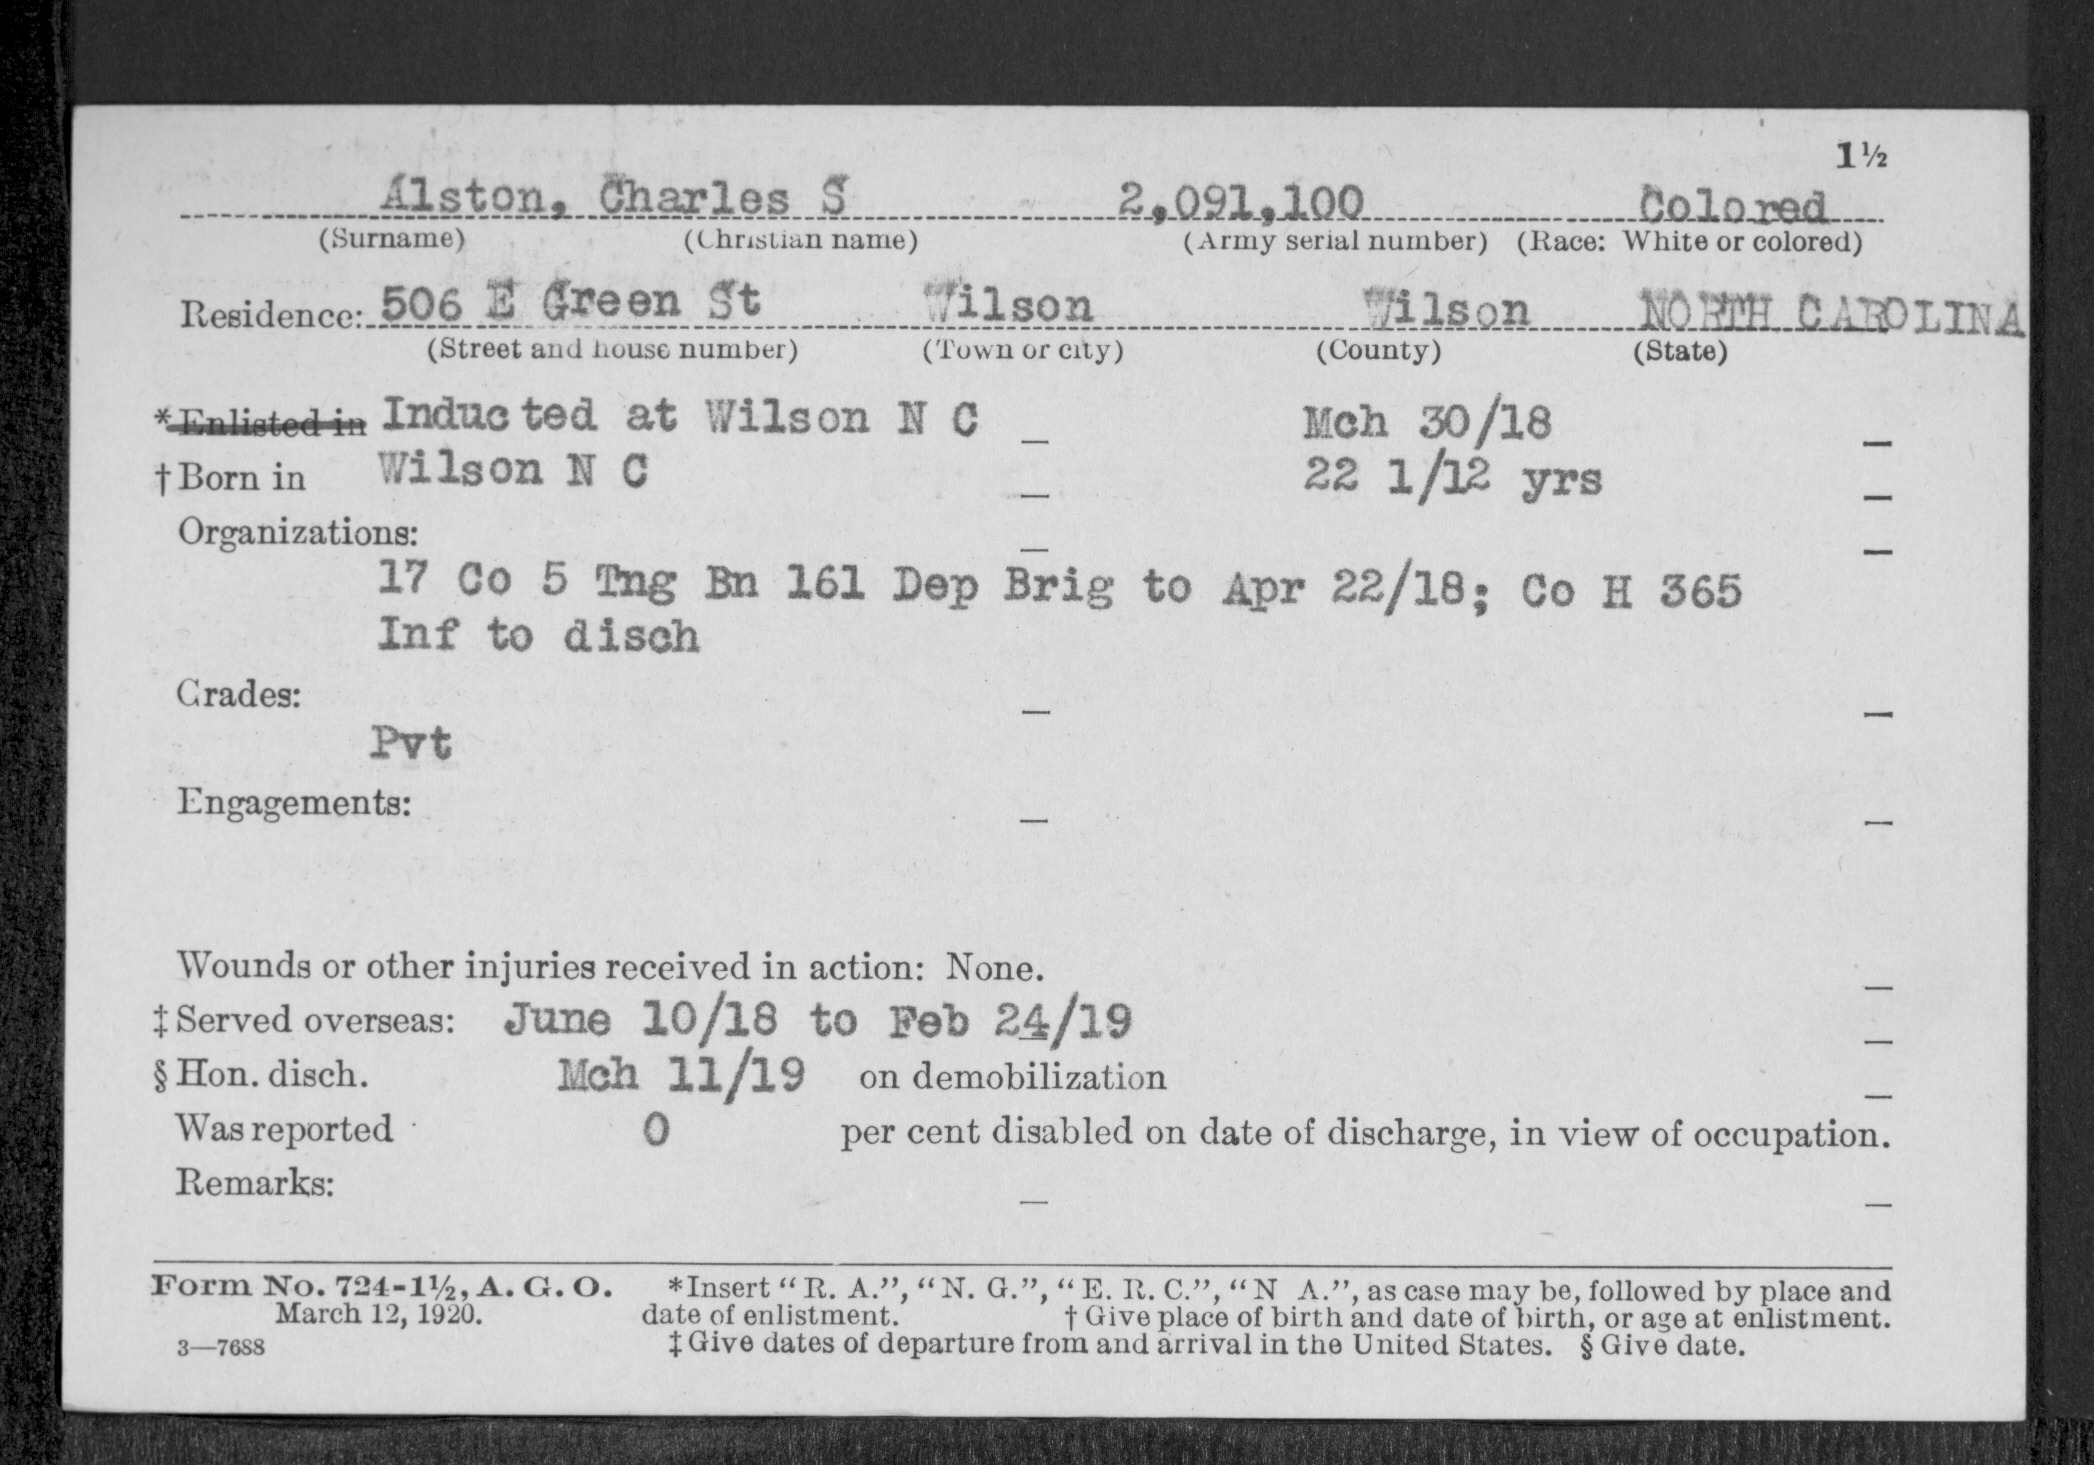 1½
Alston, Charles S 2,091,100 Colored
(Surname) (Christian name) (Army serial number) (Race: White or colored)
Residence: 506 E Green St Wilson Wilson NORTH CAROLINA
(Street and house number) (Town or city) (County) (State)
*Enlisted in Inducted at Wilson N C Mch 30/18
†Born in Wilson N C 22 1/12 yrs
Organizations:
17 Co 5 Tng Bn 161 Dep Brig to Apr 22/18; Co H 365
Inf to disch
Grades:
Pvt
Engagements:
Wounds or other injuries received in action: None.
‡Served overseas: June 10/18 to Feb 24/19
§Hon. disch. Mch 11/19 on demobilization
Was reported 0 per cent disabled on date of discharge, in view of occupation.
Remarks:
Form No. 724-1½, A. G. O. *Insert “R. A.”, “N. G.”, “E. R. C.”, “N A.”, as case may be, followed by place and
March 12, 1920. date of enlistment. †Give place of birth and date of birth, or age at enlistment.
3—7688 ‡Give dates of departure from and arrival in the United States. §Give date.